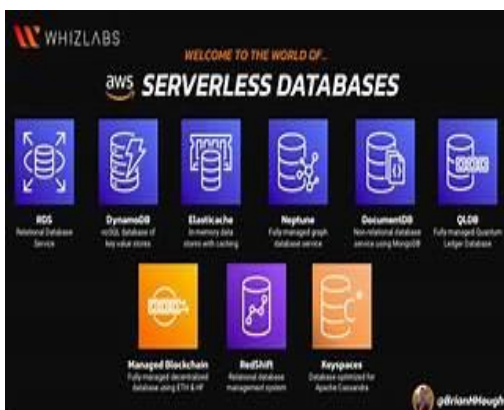 WHIZLABS
WELCOME TO THE WORLD OF...
aws SERVERLESS DATABASES
RDS
Relational Database
Service
DynamoDB
noSQL database of
key value stores
Elasticache
In memory data
stores with caching
Neptune
Fully managed graph
database service
DocumentDB
Non-relational database
service using MongoDB
QLDB
Fully managed Quantum
Ledger Database
Managed Blockchain
Fully managed decentralized
database using ETH & HF
RedShift
Relational database
management system
Keyspaces
Database optimized for
Apache Cassandra
@BrianHHough